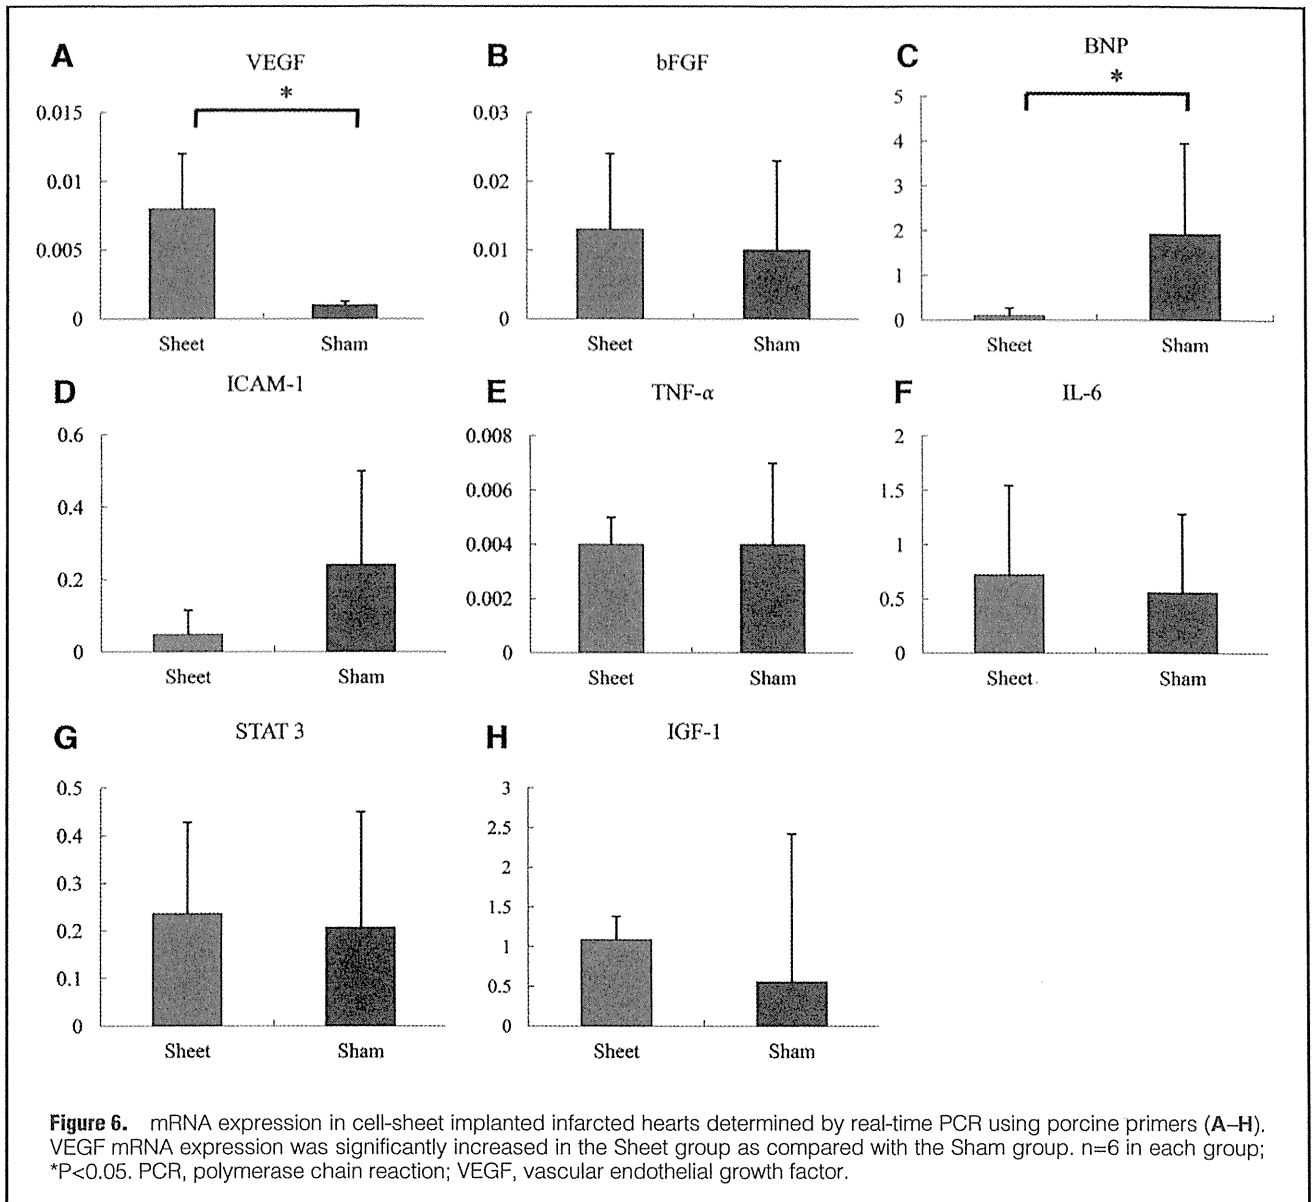 A
VEGF
*
0.015
0.01
0.005
0
Sheet Sham
B
bFGF
0.03
0.02
0.01
0
Sheet Sham
C
BNP
*
5
4
3
2
1
0
Sheet Sham
D
ICAM-1
0.6
0.4
0.2
0
Sheet Sham
E
TNF-α
0.008
0.006
0.004
0.002
0
Sheet Sham
F
IL-6
2
1.5
1
0.5
0
Sheet Sham
G
STAT 3
0.5
0.4
0.3
0.2
0.1
0
Sheet Sham
H
IGF-1
3
2.5
2
1.5
1
0.5
0
Sheet Sham
Figure 6. mRNA expression in cell-sheet implanted infarcted hearts determined by real-time PCR using porcine primers (A–H).
VEGF mRNA expression was significantly increased in the Sheet group as compared with the Sham group. n=6 in each group;
*P<0.05. PCR, polymerase chain reaction; VEGF, vascular endothelial growth factor.